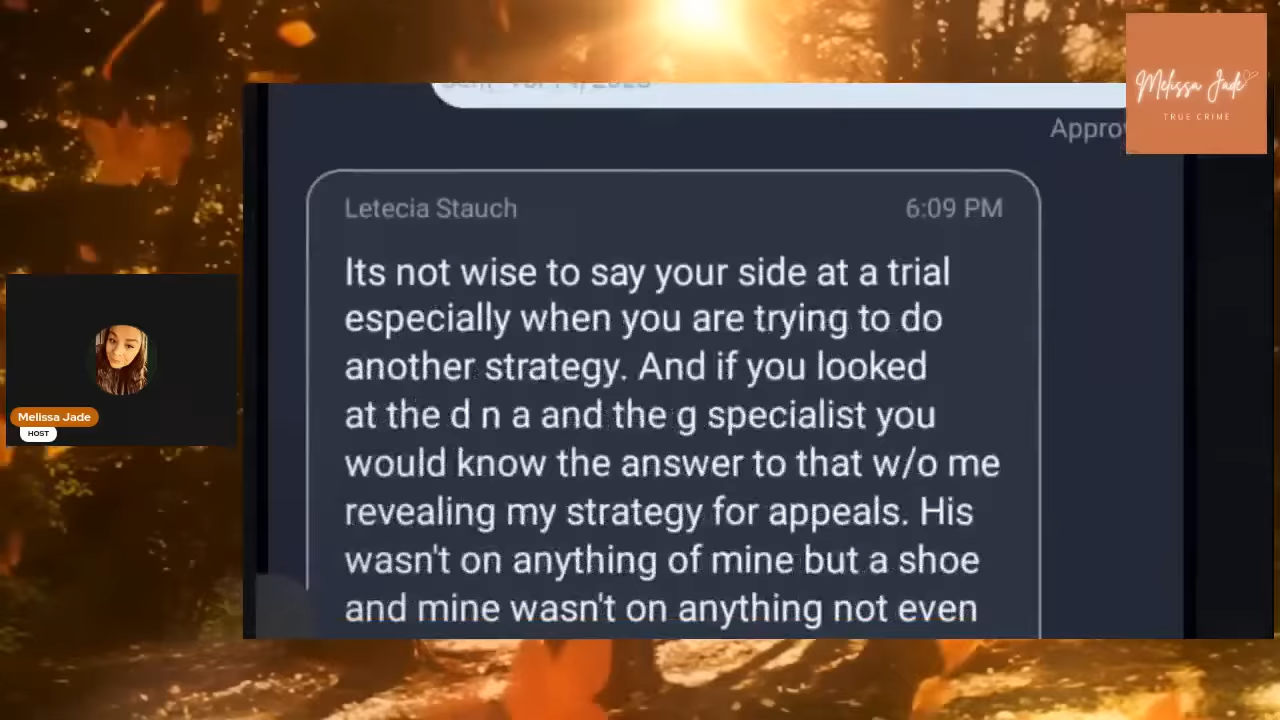 Melissa Jade
TRUE CRIME
Letecia Stauch
6:09 PM
Its not wise to say your side at a trial
especially when you are trying to do
another strategy. And if you looked
at the d n a and the g specialist you
would know the answer to that w/o me
revealing my strategy for appeals. His
wasn't on anything of mine but a shoe
and mine wasn't on anything not even
Melissa Jade
HOST